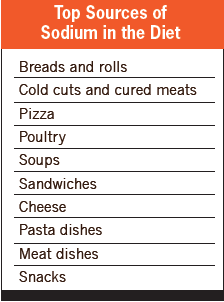 Top Sources of
Sodium in the Diet
Breads and rolls
Cold cuts and cured meats
Pizza
Poultry
Soups
Sandwiches
Cheese
Pasta dishes
Meat dishes
Snacks